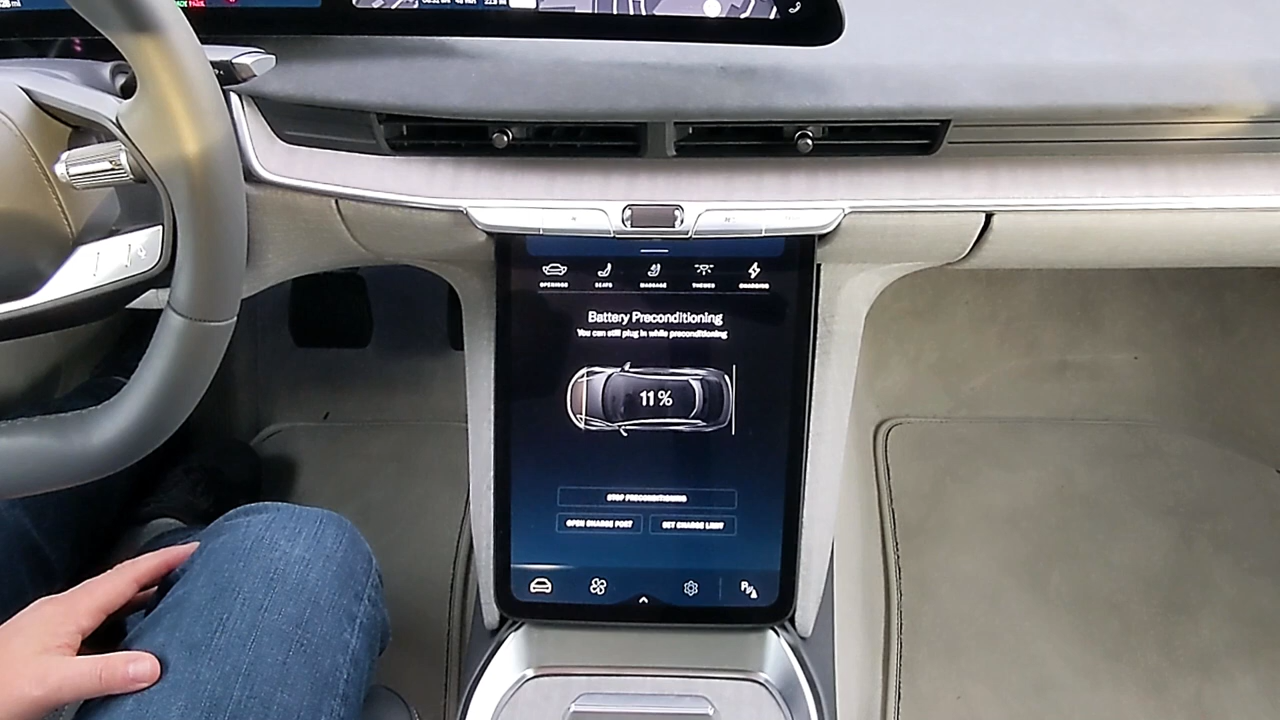 OPENINGS
SEATS
MASSAGE
THEMES
CHARGING
Battery Preconditioning
You can still plug in while preconditioning
11%
STOP PRECONDITIONING
OPEN CHARGE PORT
SET CHARGE LIMIT